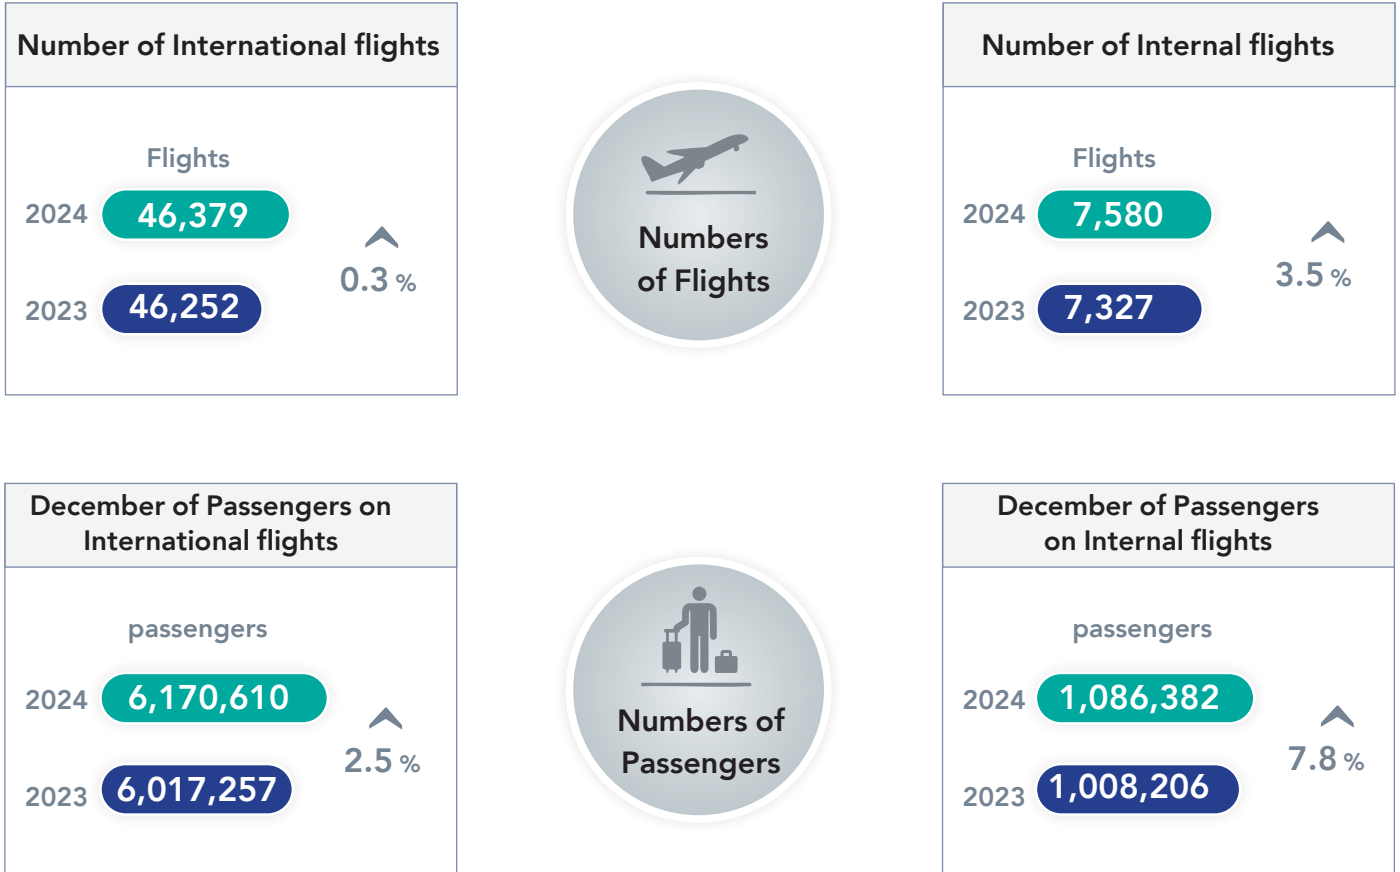 Number of International flights
Flights
2024 46,379
0.3 %
2023 46,252
Numbers
of Flights
Number of Internal flights
Flights
2024 7,580
3.5 %
2023 7,327
December of Passengers on
International flights
passengers
2024 6,170,610
2.5 %
2023 6,017,257
Numbers of
Passengers
December of Passengers
on Internal flights
passengers
2024 1,086,382
7.8 %
2023 1,008,206